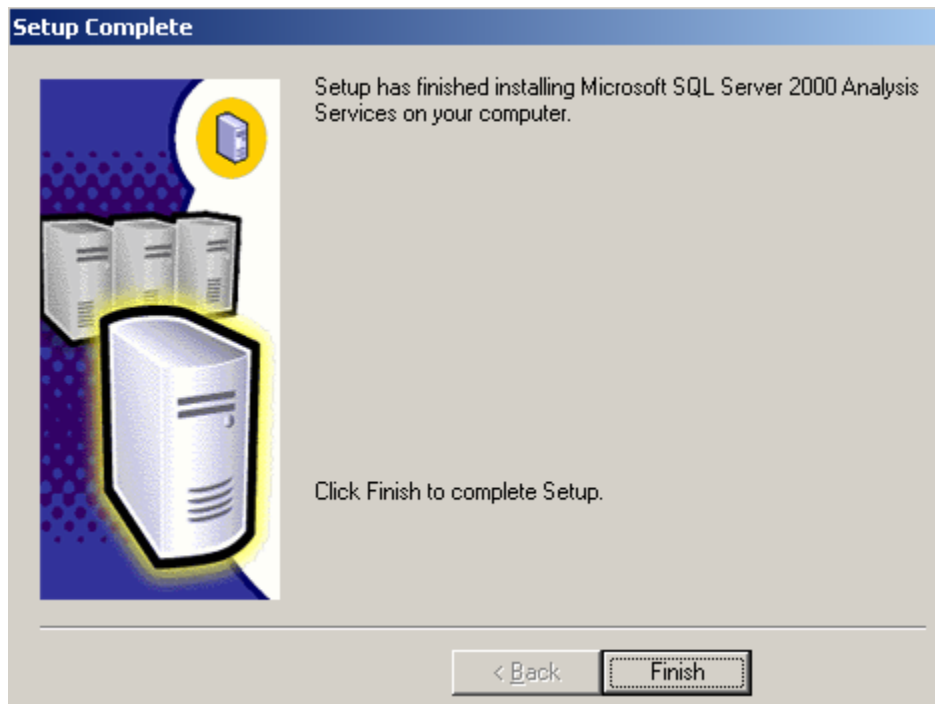 Setup Complete
Setup has finished installing Microsoft SQL Server 2000 Analysis
Services on your computer.
Click Finish to complete Setup.
< Back
Finish